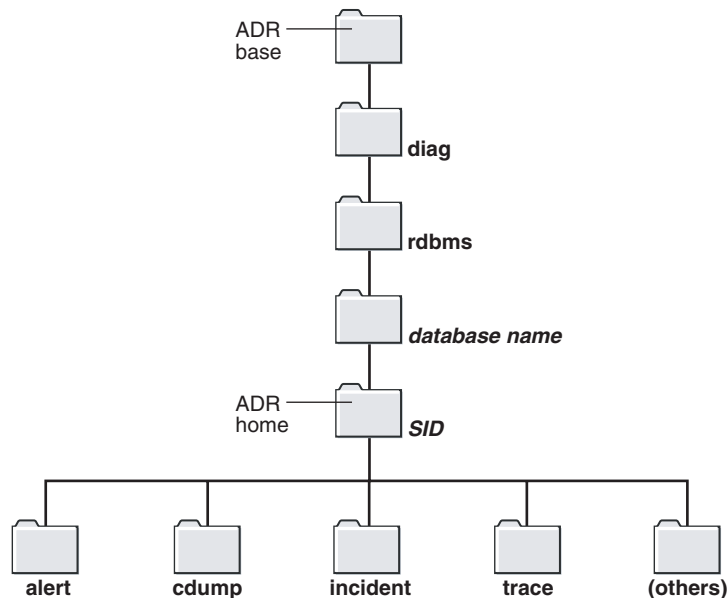 ADR
base
diag
rdbms
database name
ADR
home
SID
alert
cdump
incident
trace
(others)